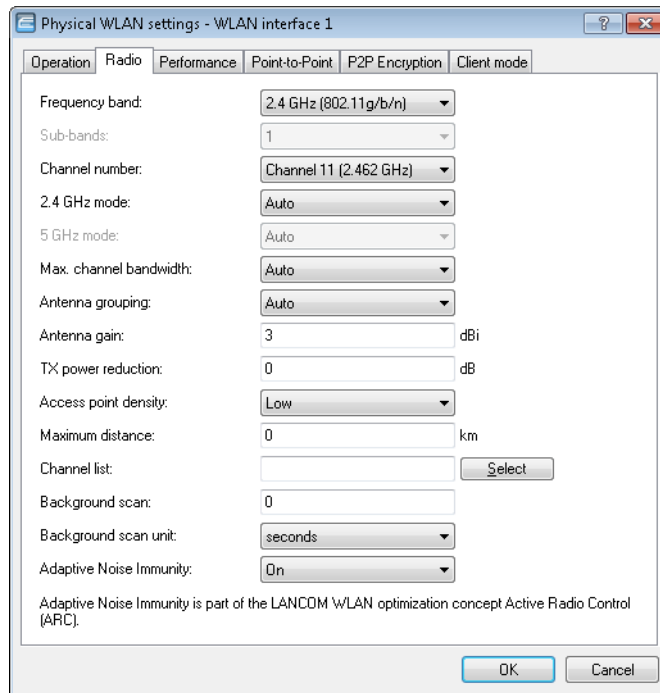 Physical WLAN settings - WLAN interface 1
Operation Radio Performance Point-to-Point P2P Encryption Client mode
Frequency band: 2.4 GHz (802.11g/b/n)
Sub-bands: 1
Channel number: Channel 11 (2.462 GHz)
2.4 GHz mode: Auto
5 GHz mode: Auto
Max. channel bandwidth: Auto
Antenna grouping: Auto
Antenna gain: 3 dBi
TX power reduction: 0 dB
Access point density: Low
Maximum distance: 0 km
Channel list: Select
Background scan: 0
Background scan unit: seconds
Adaptive Noise Immunity: On
Adaptive Noise Immunity is part of the LANCOM WLAN optimization concept Active Radio Control
(ARC).
OK Cancel